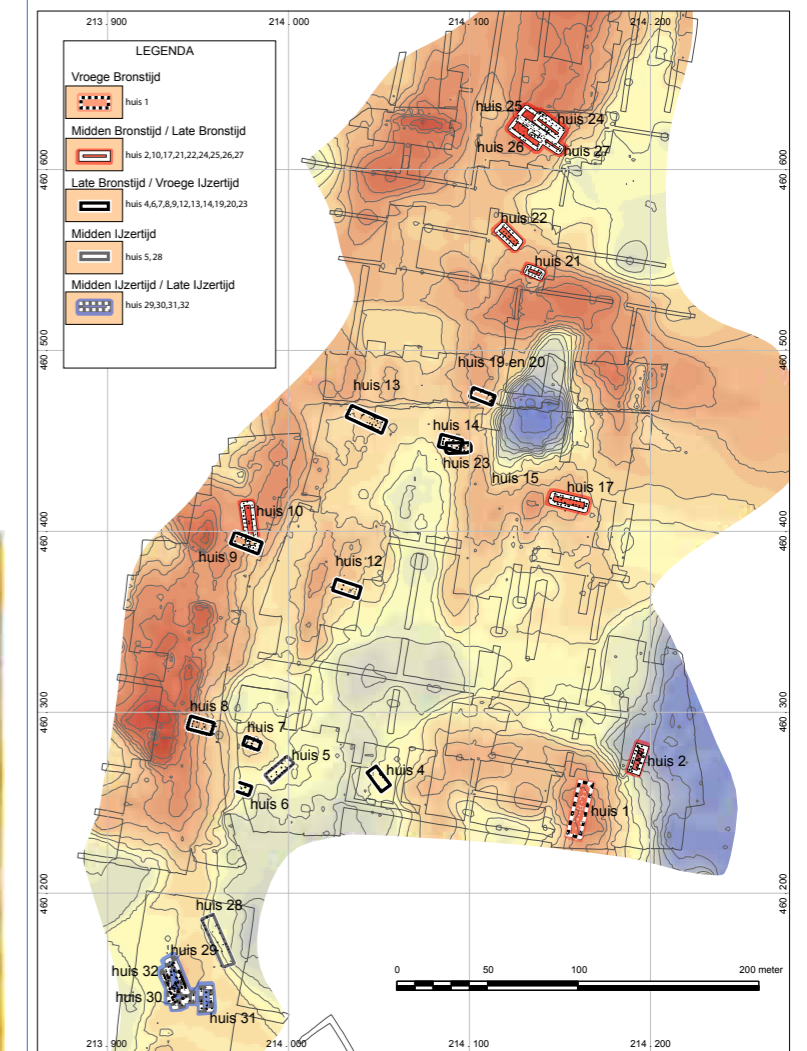 213.900 214.000 214.100 214.200
LEGENDA
Vroege Bronstijd
huis 1
Midden Bronstijd / Late Bronstijd
huis 2,10,17,21,22,24,25,26,27
Late Bronstijd / Vroege IJzertijd
huis 4,6,7,8,9,12,13,14,19,20,23
Midden IJzertijd
huis 5, 28
Midden IJzertijd / Late IJzertijd
huis 29,30,31,32
huis 25
huis 24
huis 26
huis 27
460.600
460.600
huis 22
huis 21
460.500
460.500
huis 19 en 20
huis 13
huis 14
huis 23
huis 15
huis 17
huis 10
460.400
460.400
huis 9
huis 12
460.300
460.300
huis 8
huis 7
huis 5
huis 4
huis 2
huis 6
huis 1
460.200
460.200
huis 28
huis 29
huis 32
huis 30
huis 31
0 50 100 200 meter
213.900 214.000 214.100 214.200